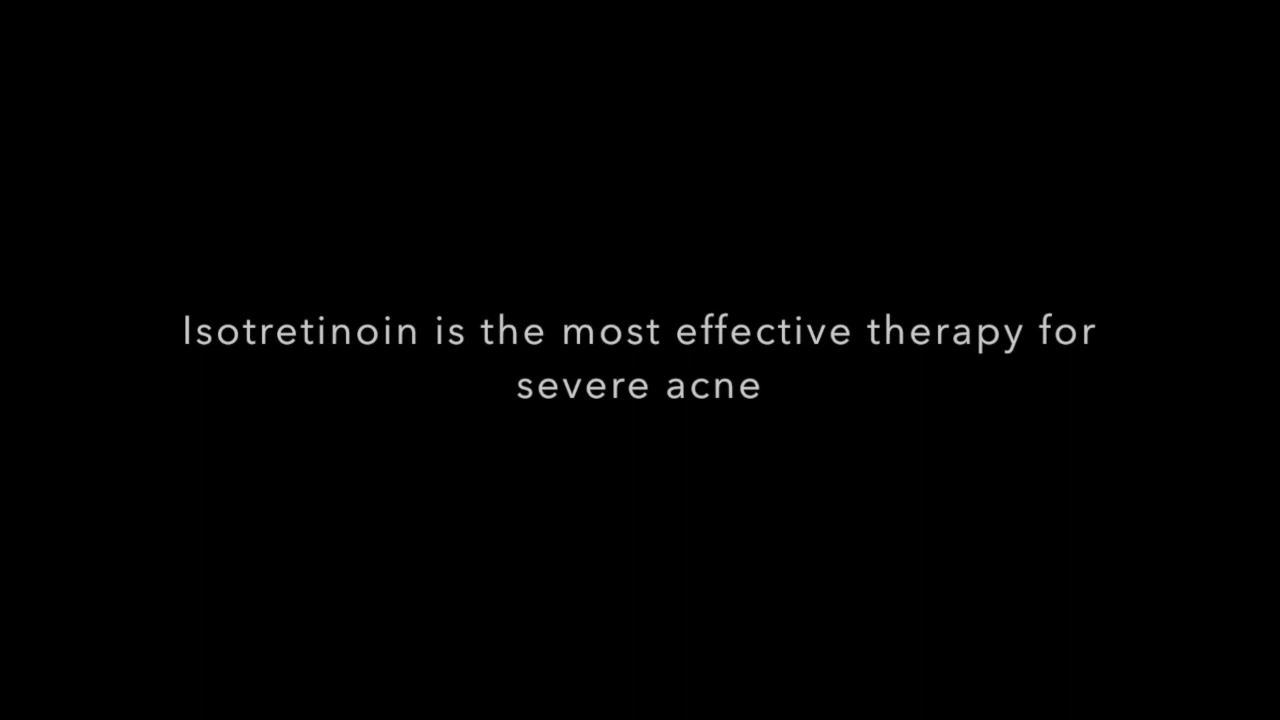 Isotretinoin is the most effective therapy for
severe acne